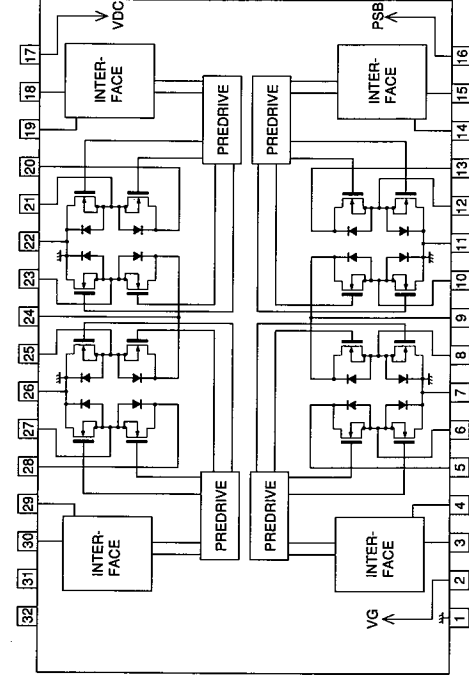 17
18
19
20
21
22
23
24
25
26
27
28
29
30
31
32
VDC
INTER-
FACE
PREDRIVE
PREDRIVE
INTER-
FACE
PSB
INTER-
FACE
PREDRIVE
PREDRIVE
INTER-
FACE
VG
16
15
14
13
12
11
10
9
8
7
6
5
4
3
2
1